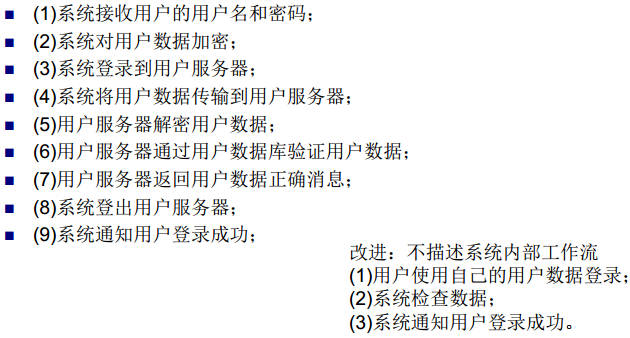 (1)系统接收用户的用户名和密码；
(2)系统对用户数据加密；
(3)系统登录到用户服务器；
(4)系统将用户数据传输到用户服务器；
(5)用户服务器解密用户数据；
(6)用户服务器通过用户数据库验证用户数据；
(7)用户服务器返回用户数据正确消息；
(8)系统登出用户服务器；
(9)系统通知用户登录成功；
改进：不描述系统内部工作流
(1)用户使用自己的用户数据登录；
(2)系统检查数据；
(3)系统通知用户登录成功。